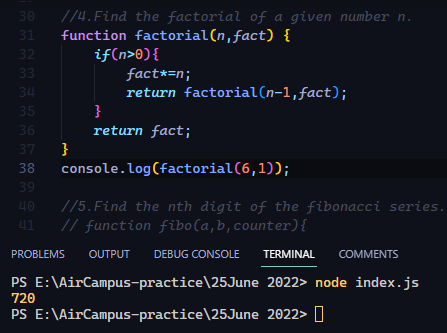 30 //4.Find the factorial of a given number n.
31 function factorial(n,fact) {
32 if(n>0){
33 fact*=n;
34 return factorial(n-1,fact);
35 }
36 return fact;
37 }
38 console.log(factorial(6,1));
39
40 //5.Find the nth digit of the fibonacci series.
41 // function fibo(a,b,counter){
PROBLEMS OUTPUT DEBUG CONSOLE TERMINAL COMMENTS
PS E:\AirCampus-practice\25June 2022> node index.js
720
PS E:\AirCampus-practice\25June 2022>